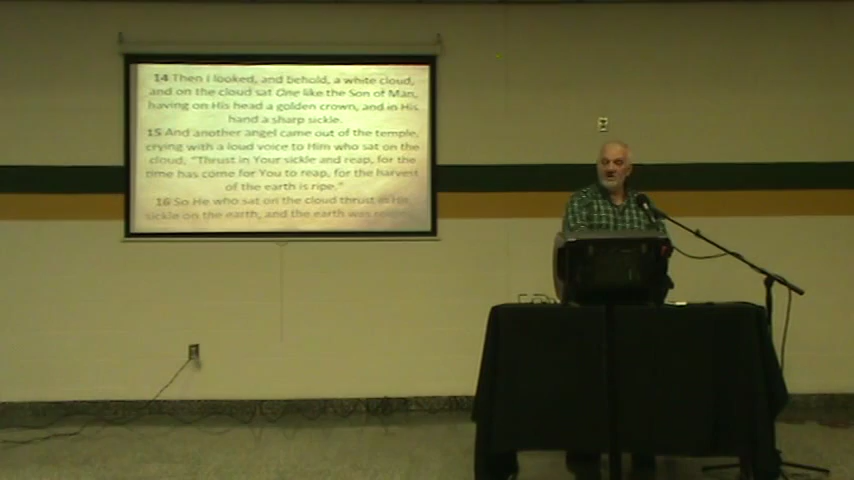 14 Then I looked, and behold, a white cloud,
and on the cloud sat One like the Son of Man,
having on His head a golden crown, and in His
hand a sharp sickle.
15 And another angel came out of the temple,
crying with a loud voice to Him who sat on the
cloud, "Thrust in Your sickle and reap, for the
time has come for You to reap, for the harvest
of the earth is ripe."
16 So He who sat on the cloud thrust in His
sickle on the earth, and the earth was